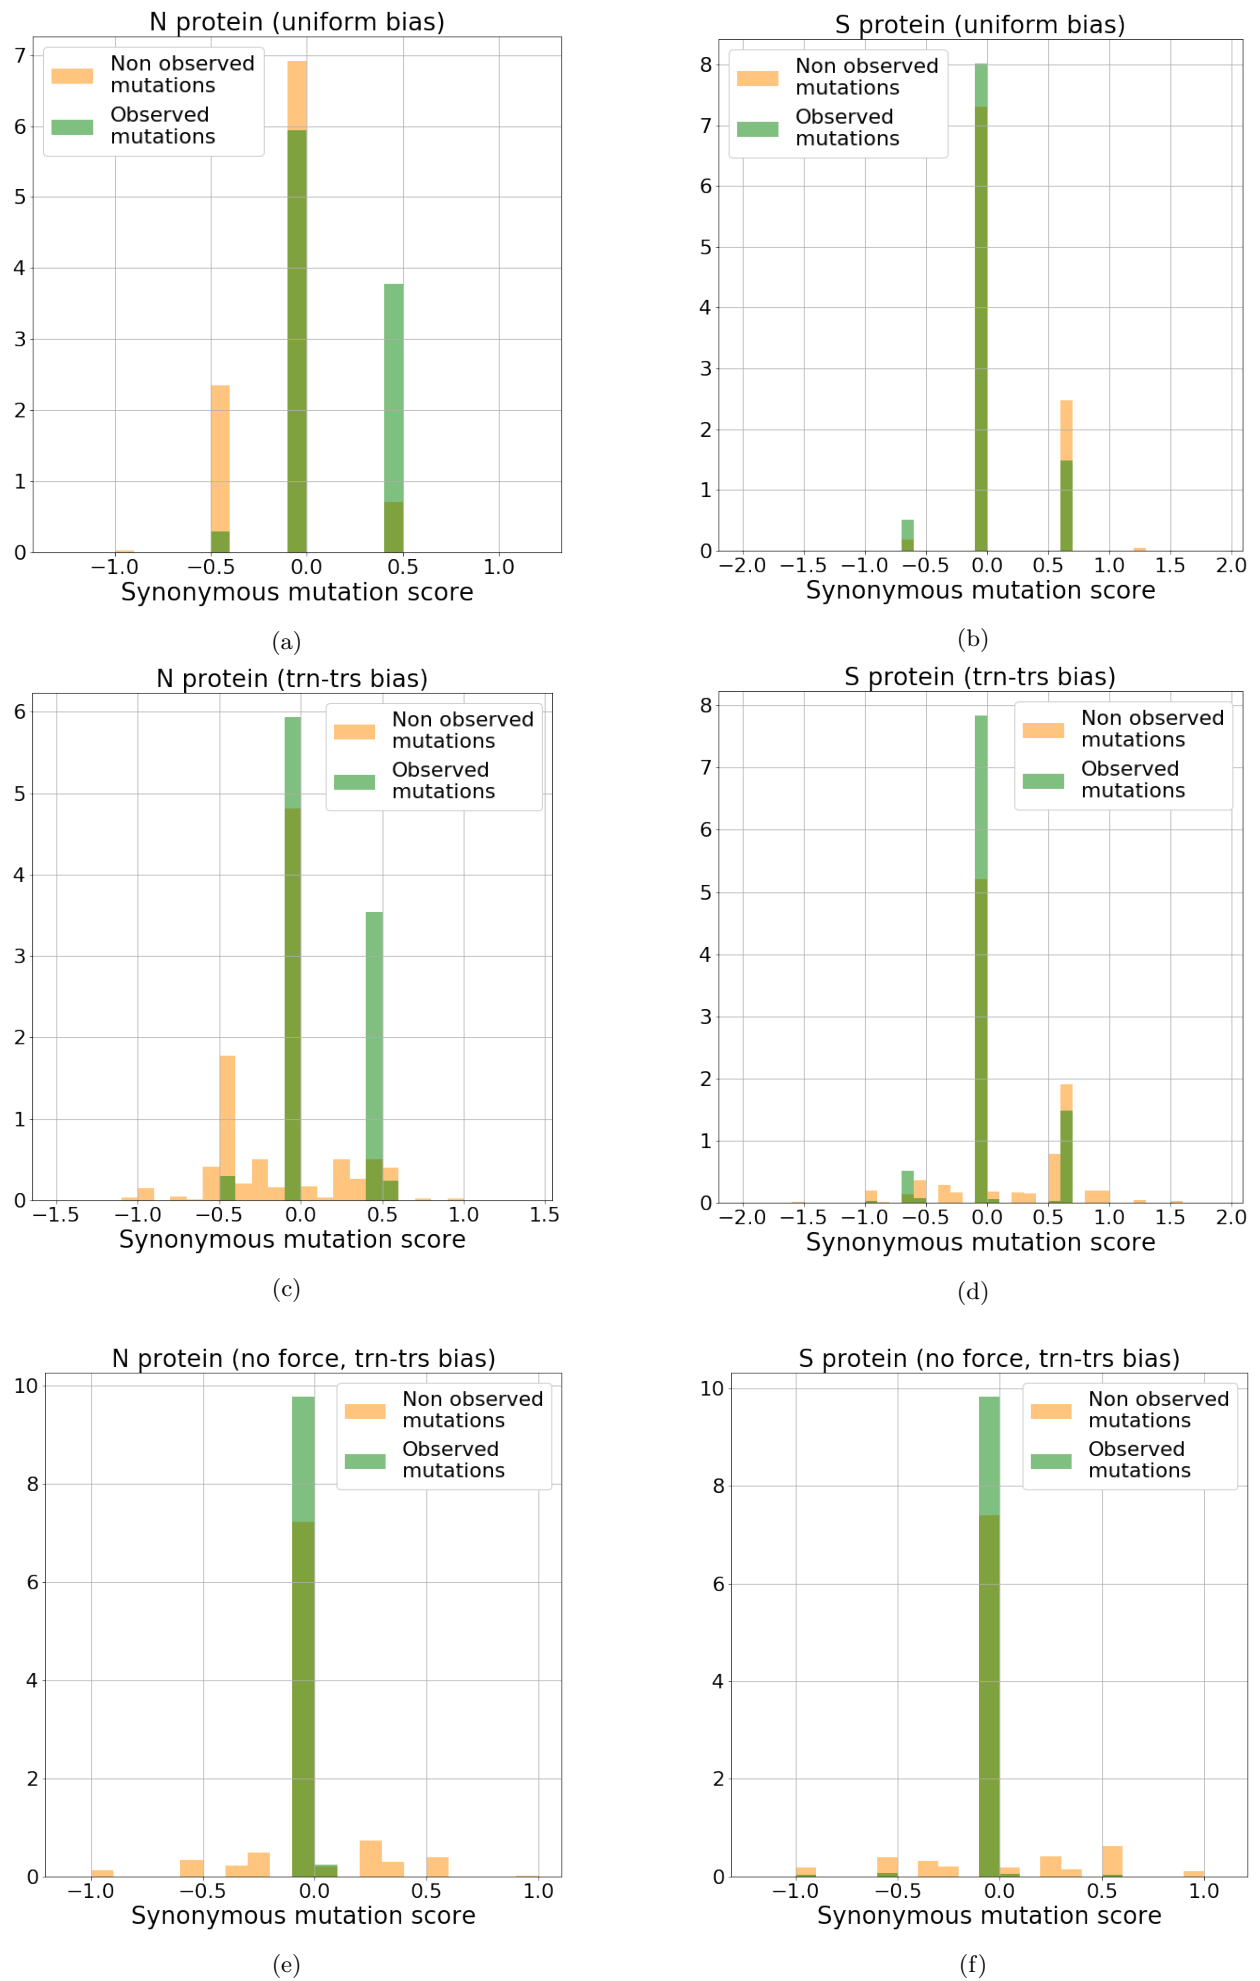 N protein (uniform bias)
7
6
5
4
3
2
1
0
Non observed
mutations
Observed
mutations
−1.0 −0.5 0.0 0.5 1.0
Synonymous mutation score
(a)
S protein (uniform bias)
8
7
6
5
4
3
2
1
0
Non observed
mutations
Observed
mutations
−2.0 −1.5 −1.0 −0.5 0.0 0.5 1.0 1.5 2.0
Synonymous mutation score
(b)
N protein (trn-trs bias)
6
5
4
3
2
1
0
Non observed
mutations
Observed
mutations
−1.5 −1.0 −0.5 0.0 0.5 1.0 1.5
Synonymous mutation score
(c)
S protein (trn-trs bias)
8
7
6
5
4
3
2
1
0
Non observed
mutations
Observed
mutations
−2.0 −1.5 −1.0 −0.5 0.0 0.5 1.0 1.5 2.0
Synonymous mutation score
(d)
N protein (no force, trn-trs bias)
10
8
6
4
2
0
Non observed
mutations
Observed
mutations
−1.0 −0.5 0.0 0.5 1.0
Synonymous mutation score
(e)
S protein (no force, trn-trs bias)
10
8
6
4
2
0
Non observed
mutations
Observed
mutations
−1.0 −0.5 0.0 0.5 1.0
Synonymous mutation score
(f)